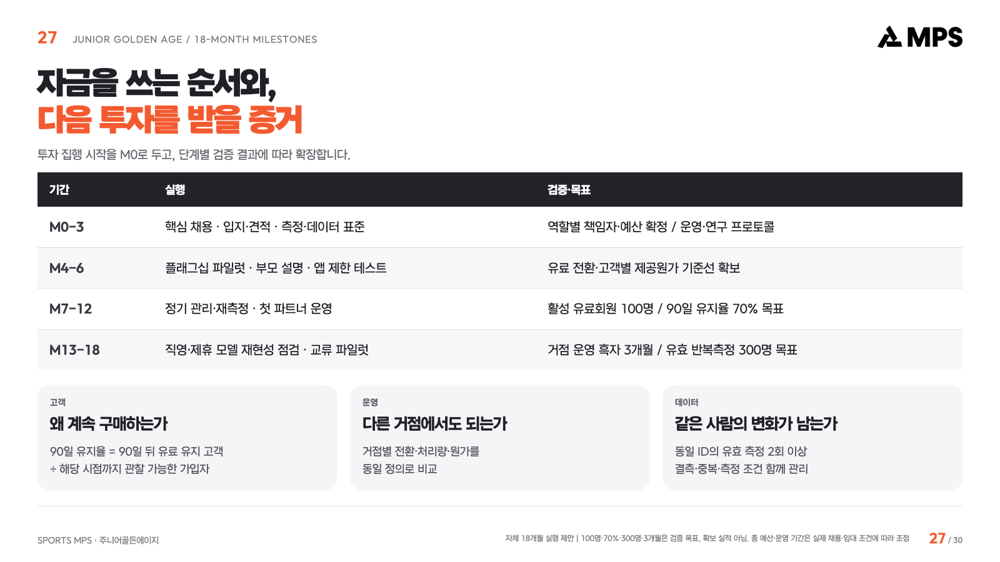 27 JUNIOR GOLDEN AGE / 18-MONTH MILESTONES
MPS
자금을 쓰는 순서와,
다음 투자를 받을 증거
투자 집행 시작을 M0로 두고, 단계별 검증 결과에 따라 확장합니다.
기간 실행 검증·목표
M0–3 핵심 채용 · 입지·견적 · 측정·데이터 표준 역할별 책임자·예산 확정 / 운영·연구 프로토콜
M4–6 플래그십 파일럿 · 부모 설명 · 앱 제한 테스트 유료 전환·고객별 제공원가 기준선 확보
M7–12 정기 관리·재측정 · 첫 파트너 운영 활성 유료회원 100명 / 90일 유지율 70% 목표
M13–18 직영·제휴 모델 재현성 점검 · 교류 파일럿 거점 운영 흑자 3개월 / 유효 반복측정 300명 목표
고객
왜 계속 구매하는가
90일 유지율 = 90일 뒤 유료 유지 고객
÷ 해당 시점까지 관찰 가능한 가입자
운영
다른 거점에서도 되는가
거점별 전환·처리량·원가를
동일 정의로 비교
데이터
같은 사람의 변화가 남는가
동일 ID의 유효 측정 2회 이상
결측·중복·측정 조건 함께 관리
SPORTS MPS · 주니어골든에이지
자체 18개월 실행 제안 | 100명·70%·300명·3개월은 검증 목표, 확보 실적 아님. 총 예산·운영 기간은 실제 채용·임대 조건에 따라 조정
27 / 30